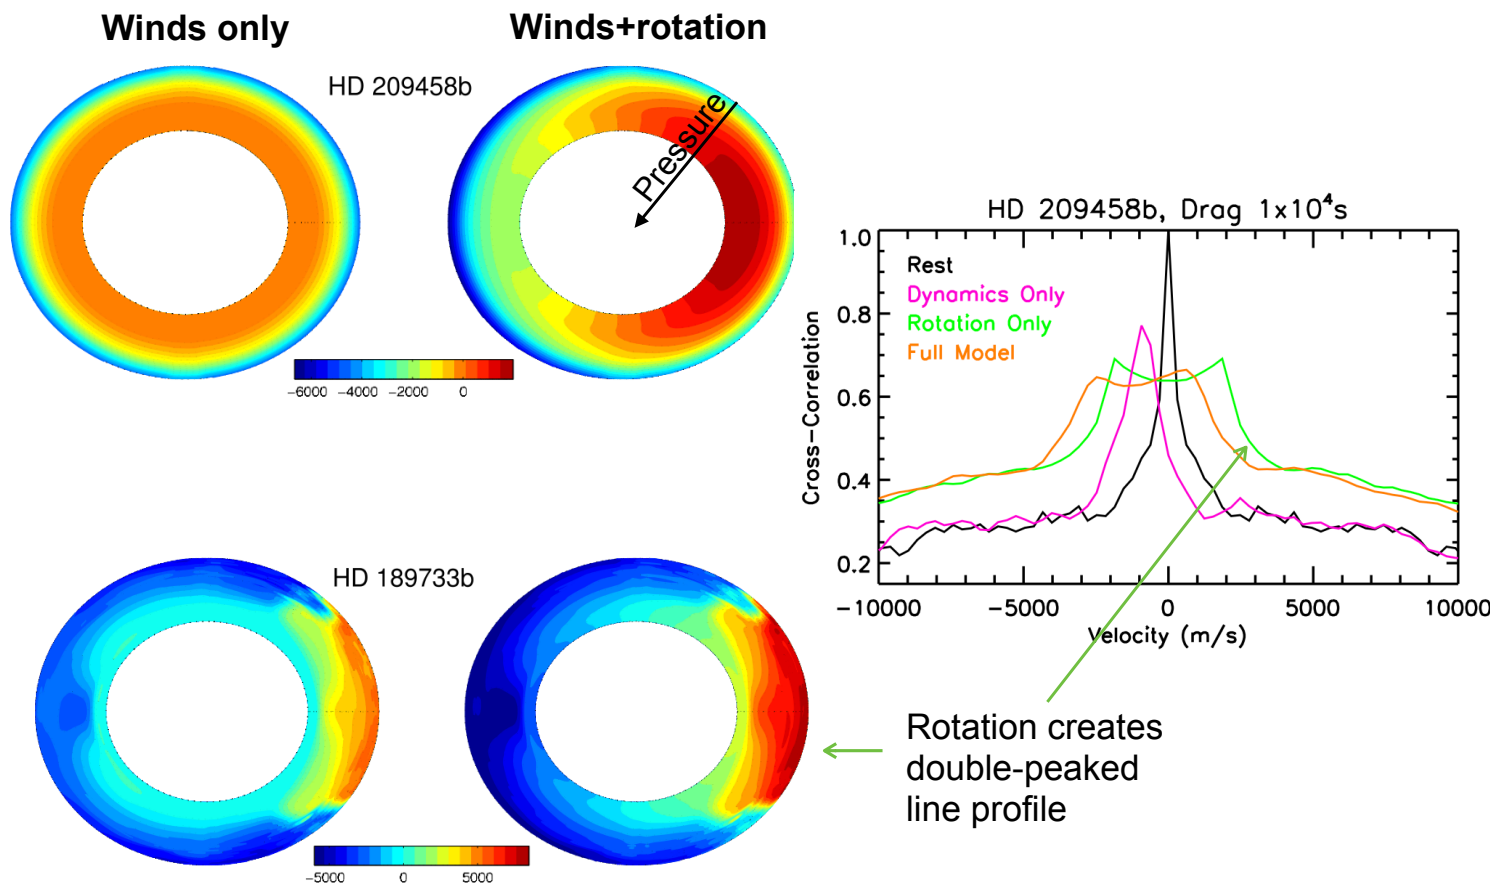 Winds only
Winds+rotation
HD 209458b
Pressure
-6000 -4000 -2000 0
HD 209458b, Drag 1x10⁴s
1.0
0.8
0.6
0.4
0.2
Cross-Correlation
Rest
Dynamics Only
Rotation Only
Full Model
-10000 -5000 0 5000 10000
Velocity (m/s)
HD 189733b
-5000 0 5000
Rotation creates
double-peaked
line profile